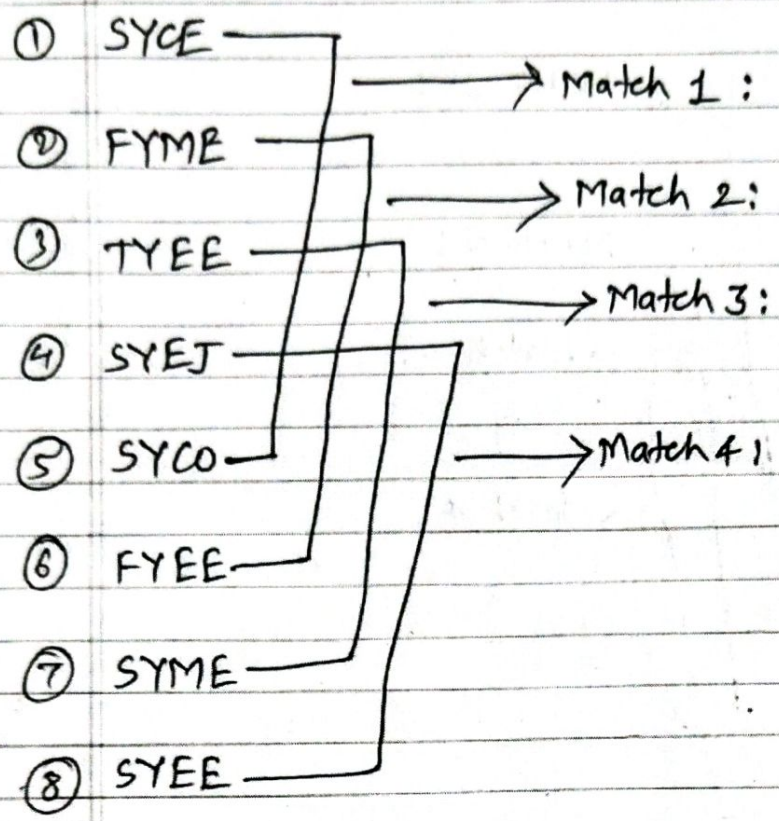 ① SYCE
Match 1 :
② FYME
Match 2:
③ TYEE
Match 3:
④ SYEJ
⑤ SYCO
Match 4 :
⑥ FYEE
⑦ SYME
⑧ SYEE